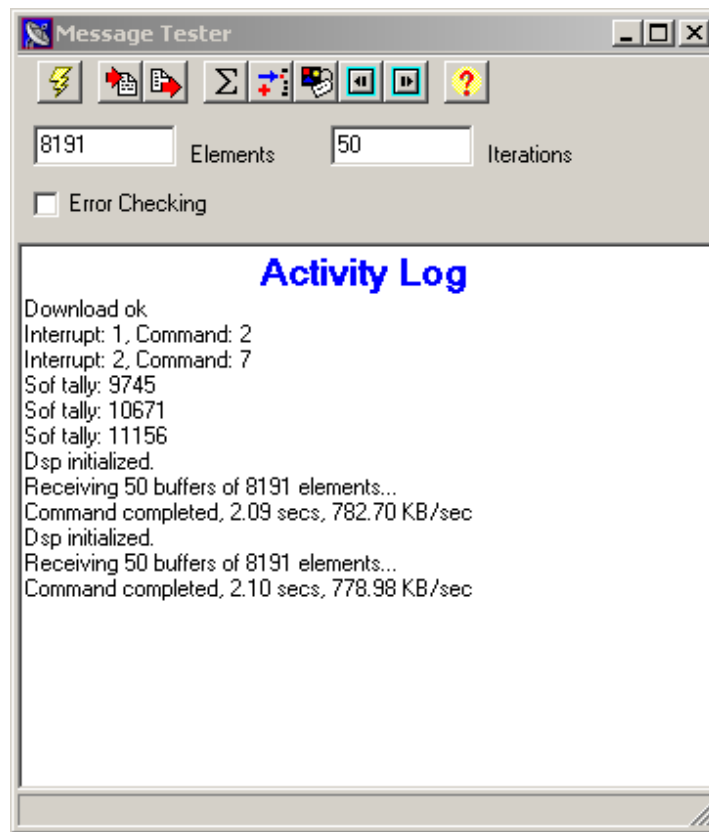 Message Tester
8191 Elements 50 Iterations
Error Checking
Activity Log
Download ok
Interrupt: 1, Command: 2
Interrupt: 2, Command: 7
Sof tally: 9745
Sof tally: 10671
Sof tally: 11156
Dsp initialized.
Receiving 50 buffers of 8191 elements...
Command completed, 2.09 secs, 782.70 KB/sec
Dsp initialized.
Receiving 50 buffers of 8191 elements...
Command completed, 2.10 secs, 778.98 KB/sec